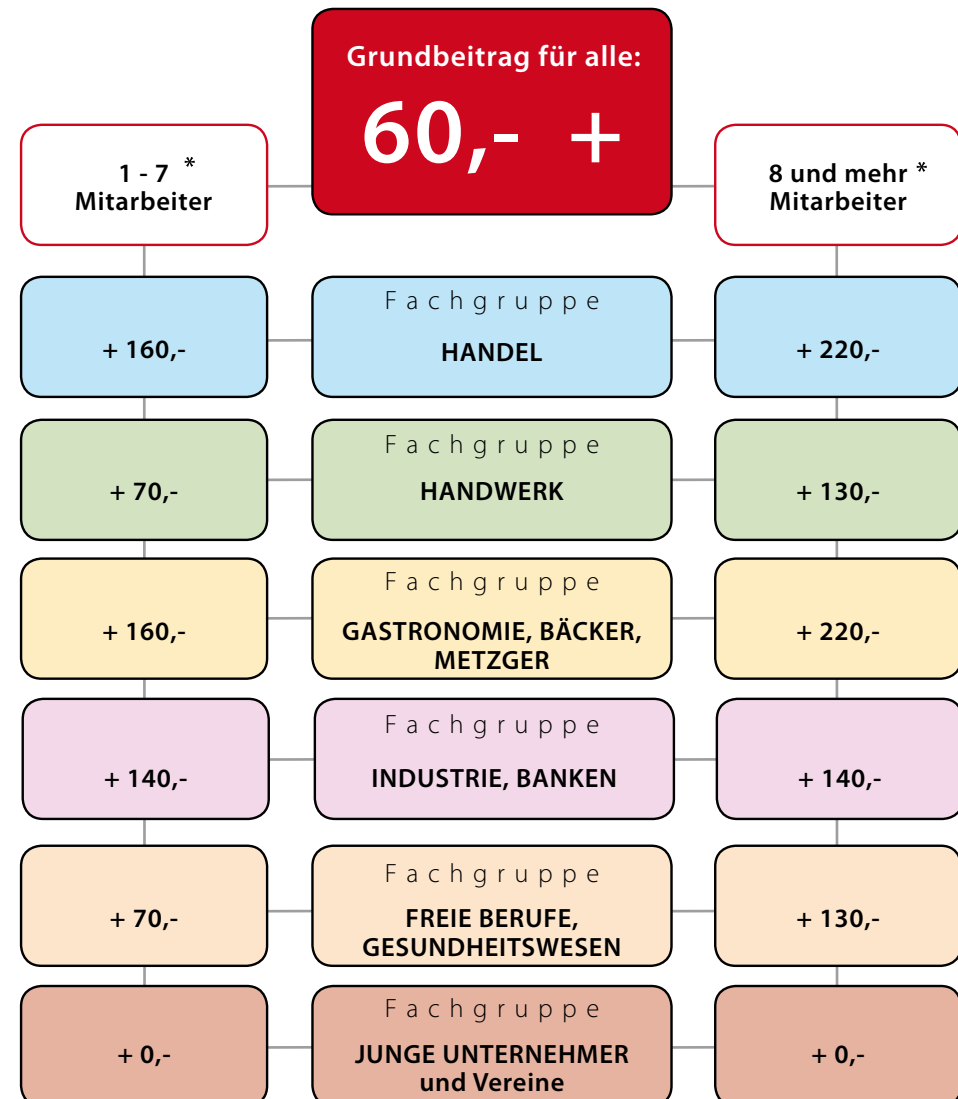 Grundbeitrag für alle:
60,- +
1 - 7 *
Mitarbeiter
8 und mehr *
Mitarbeiter
Fachgruppe
+ 160,-
HANDEL
+ 220,-
Fachgruppe
+ 70,-
HANDWERK
+ 130,-
Fachgruppe
+ 160,-
GASTRONOMIE, BÄCKER,
METZGER
+ 220,-
Fachgruppe
+ 140,-
INDUSTRIE, BANKEN
+ 140,-
Fachgruppe
+ 70,-
FREIE BERUFE,
GESUNDHEITSWESEN
+ 130,-
Fachgruppe
+ 0,-
JUNGE UNTERNEHMER
und Vereine
+ 0,-